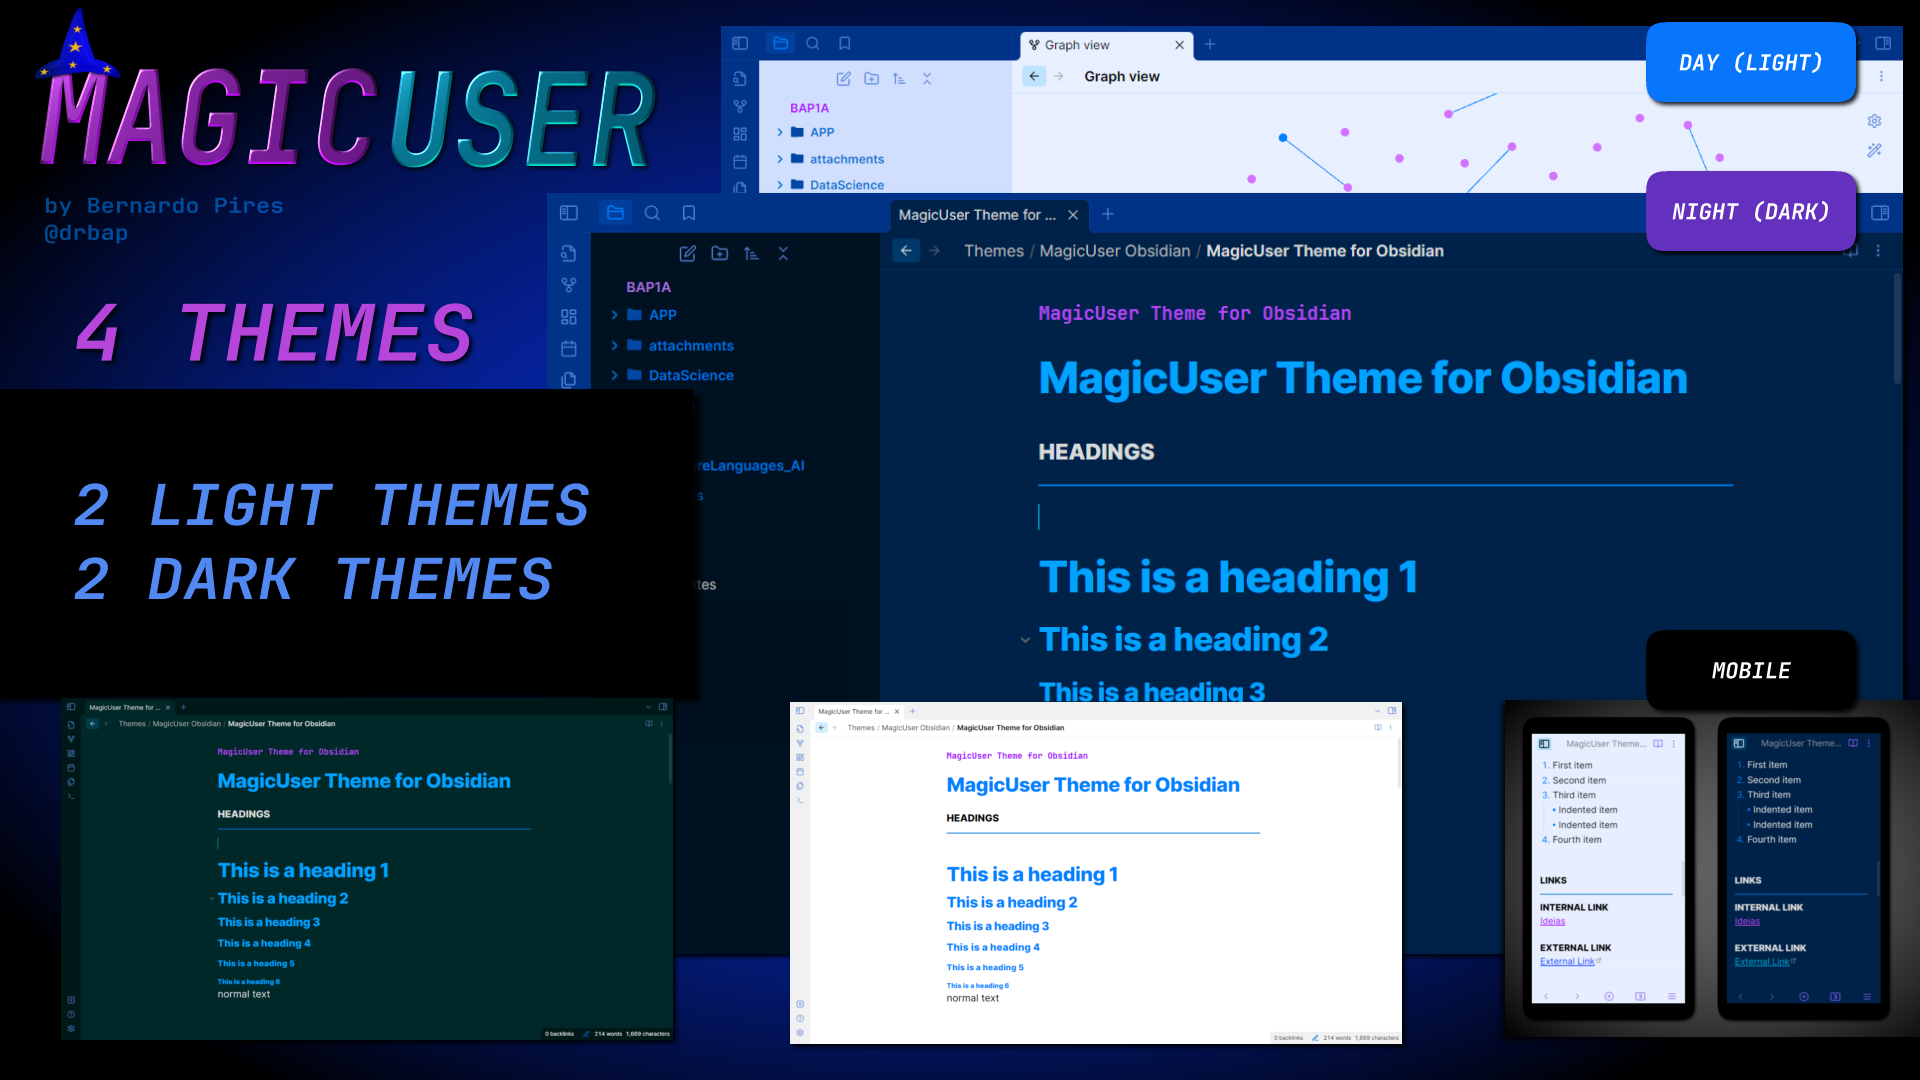 MAGICUSER
by Bernardo Pires
@drbap
4 THEMES
2 LIGHT THEMES
2 DARK THEMES
Graph view
Graph view
BAP1A
APP
attachments
DataScience
DAY (LIGHT)
NIGHT (DARK)
MagicUser Theme for ...
Themes / MagicUser Obsidian / MagicUser Theme for Obsidian
BAP1A
APP
attachments
DataScience
reLanguages_AI
MagicUser Theme for Obsidian
MagicUser Theme for Obsidian
HEADINGS
This is a heading 1
This is a heading 2
This is a heading 3
MagicUser Theme for ...
Themes / MagicUser Obsidian / MagicUser Theme for Obsidian
MagicUser Theme for Obsidian
MagicUser Theme for Obsidian
HEADINGS
This is a heading 1
This is a heading 2
This is a heading 3
This is a heading 4
This is a heading 5
This is a heading 6
normal text
0 backlinks 214 words 1,669 characters
MagicUser Theme for ...
Themes / MagicUser Obsidian / MagicUser Theme for Obsidian
MagicUser Theme for Obsidian
MagicUser Theme for Obsidian
HEADINGS
This is a heading 1
This is a heading 2
This is a heading 3
This is a heading 4
This is a heading 5
This is a heading 6
normal text
0 backlinks 214 words 1,669 characters
MOBILE
MagicUser Theme...
1. First item
2. Second item
3. Third item
• Indented item
• Indented item
4. Fourth item
LINKS
INTERNAL LINK
Ideias
EXTERNAL LINK
External Link
3
MagicUser Theme...
1. First item
2. Second item
3. Third item
• Indented item
• Indented item
4. Fourth item
LINKS
INTERNAL LINK
Ideias
EXTERNAL LINK
External Link
3